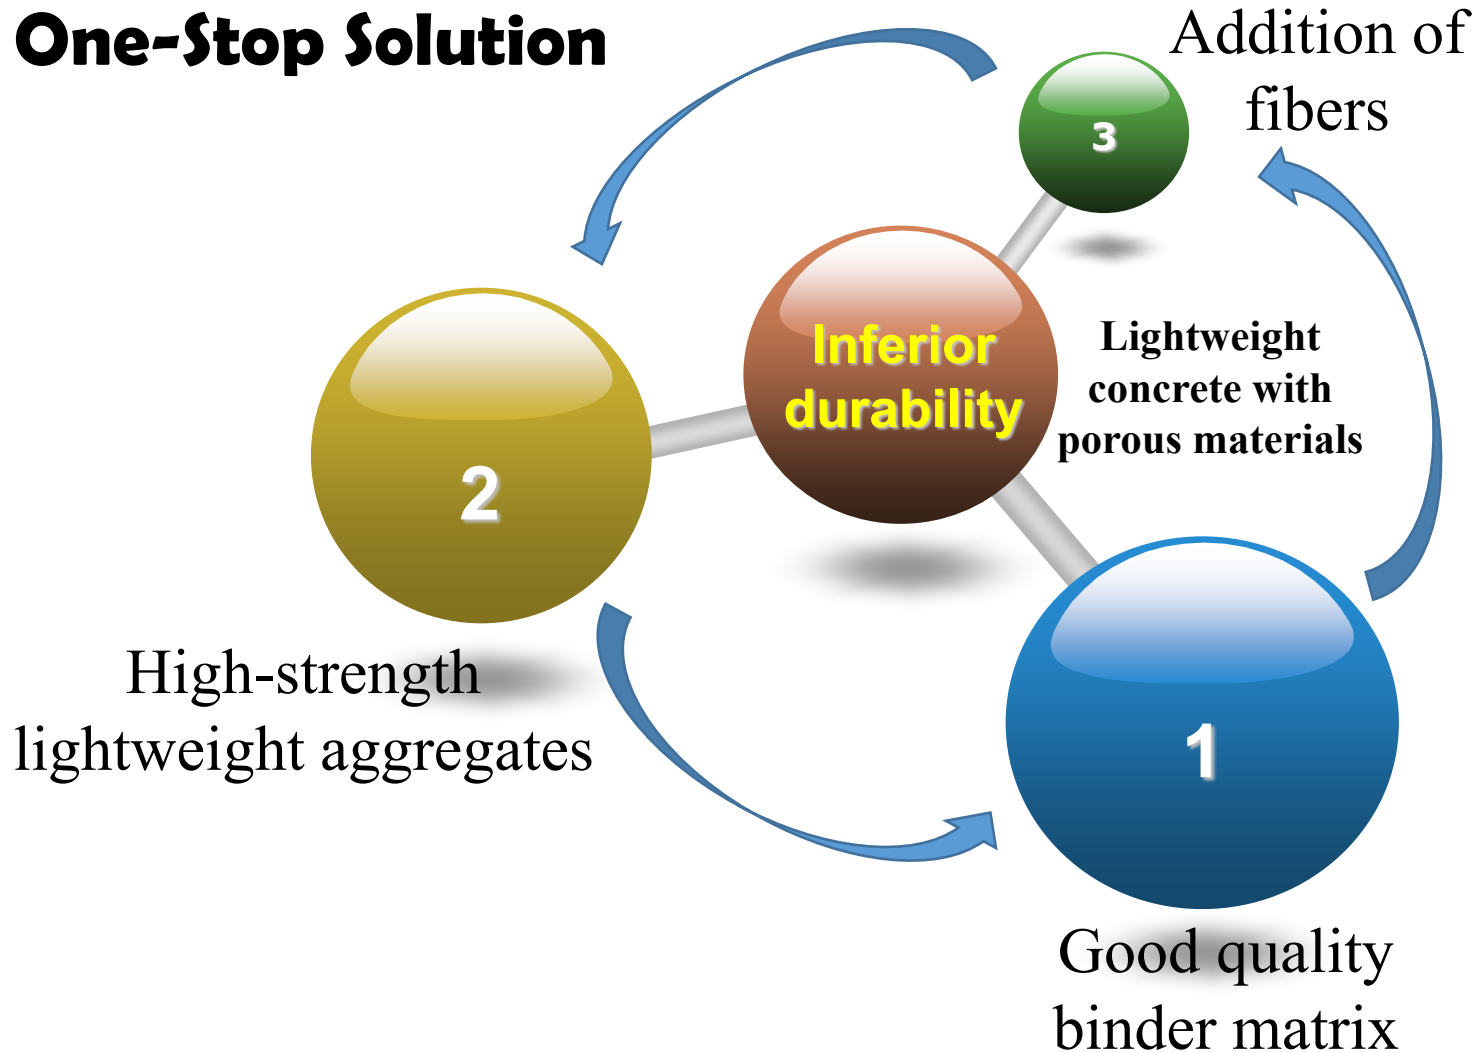 One-Stop Solution
Addition of
fibers
3
Inferior
durability
Lightweight
concrete with
porous materials
2
High-strength
lightweight aggregates
1
Good quality
binder matrix